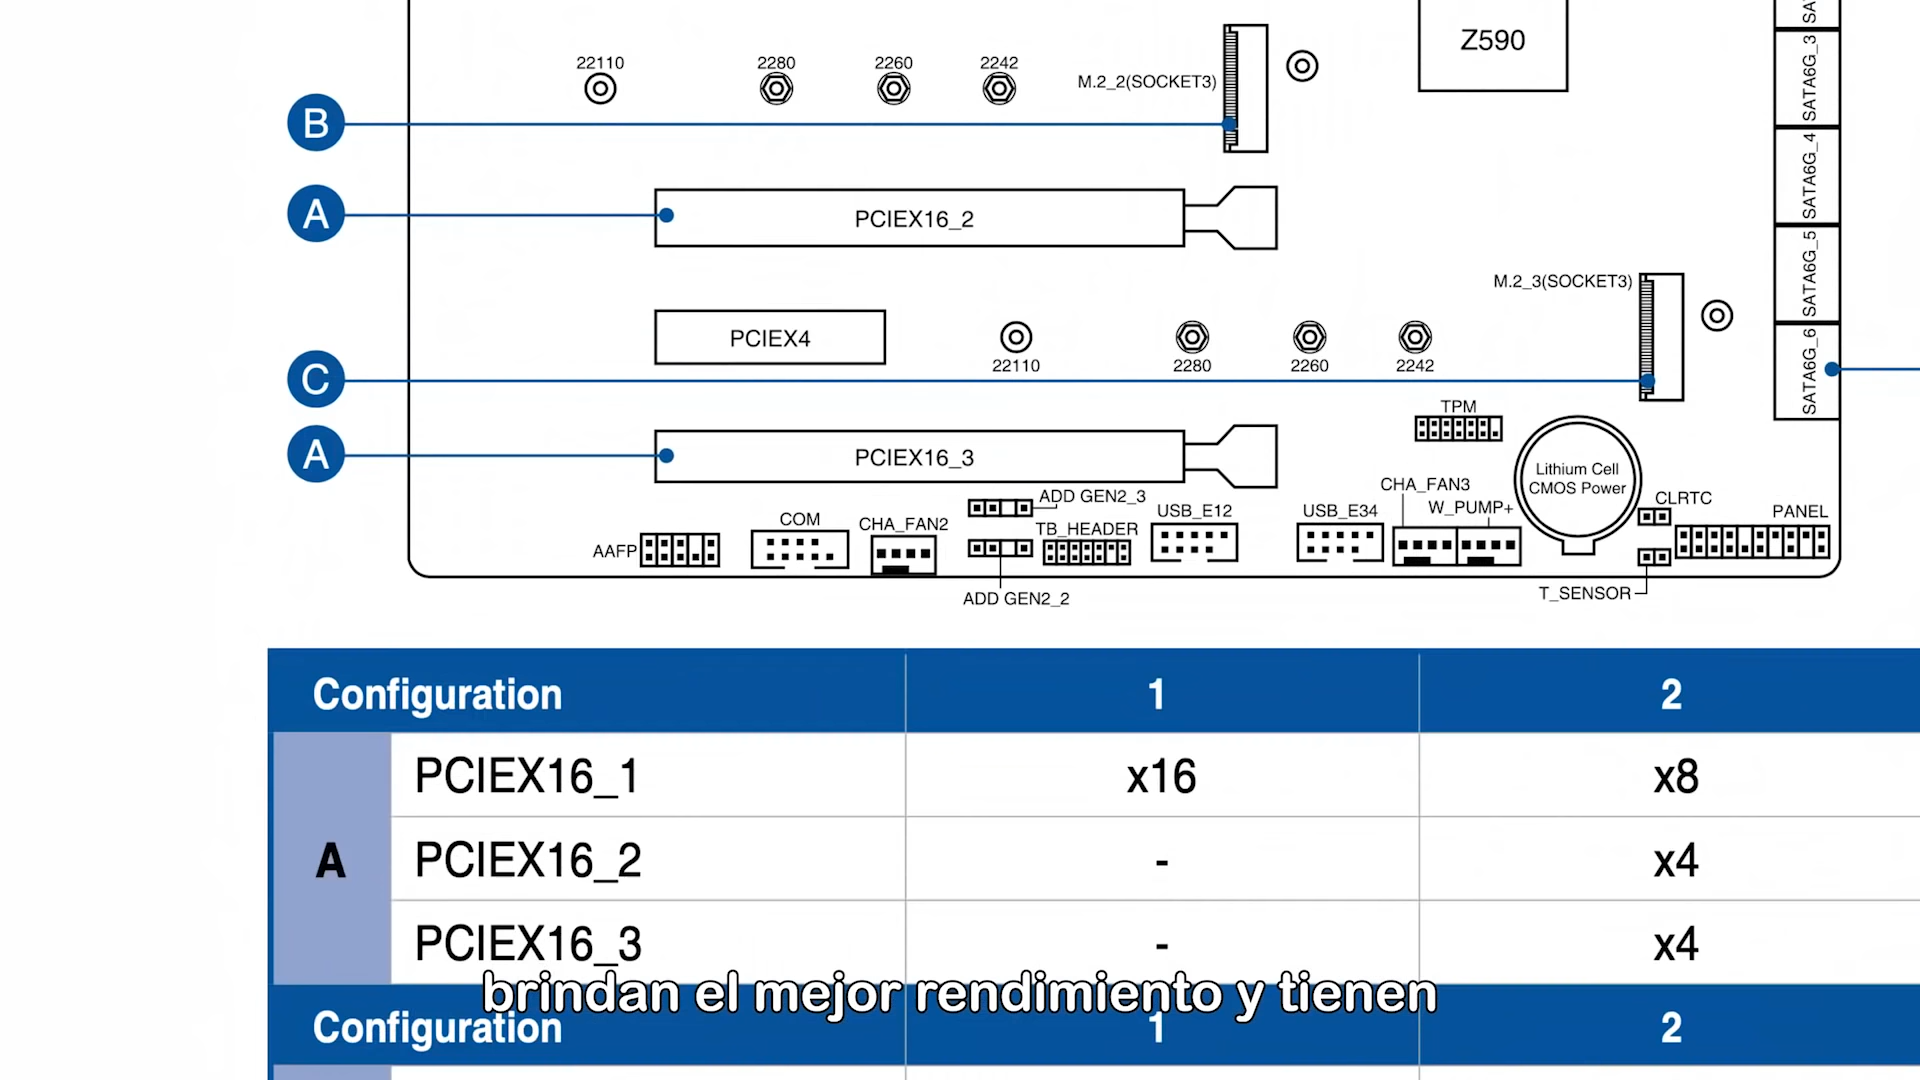 Z590
SA
SATA6G_3
22110
2280
2260
2242
M.2_2(SOCKET3)
B
SATA6G_4
A
PCIEX16_2
SATA6G_5
M.2_3(SOCKET3)
PCIEX4
22110
2280
2260
2242
SATA6G_6
C
TPM
A
PCIEX16_3
Lithium Cell
CMOS Power
CHA_FAN3
ADD GEN2_3
CLRTC
COM
CHA_FAN2
TB_HEADER
USB_E12
USB_E34
W_PUMP+
PANEL
AAFP
ADD GEN2_2
T_SENSOR
Configuration 1 2
PCIEX16_1 x16 x8
A PCIEX16_2 - x4
PCIEX16_3 - x4
brindan el mejor rendimiento y tienen
Configuration 1 2